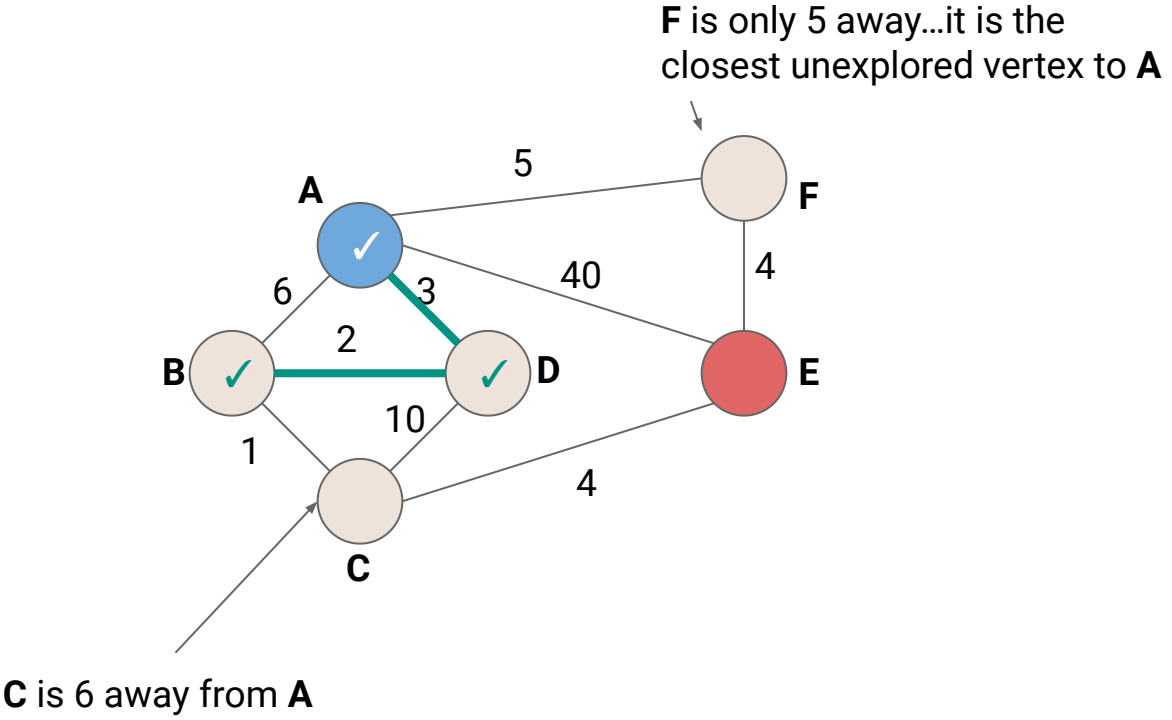 F is only 5 away...it is the
closest unexplored vertex to A
5
A
F
✓
40
4
6
3
2
B
✓
✓
D
E
10
1
4
C
C is 6 away from A